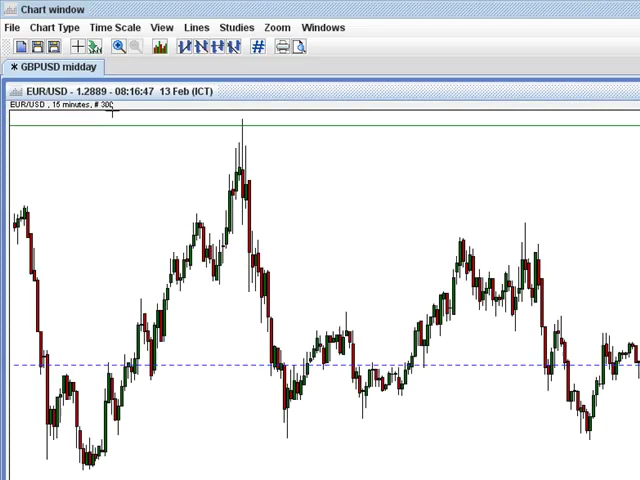 Chart window
File Chart Type Time Scale View Lines Studies Zoom Windows
* GBPUSD midday
EUR/USD - 1.2889 - 08:16:47 13 Feb (ICT)
EUR/USD , 15 minutes, # 300